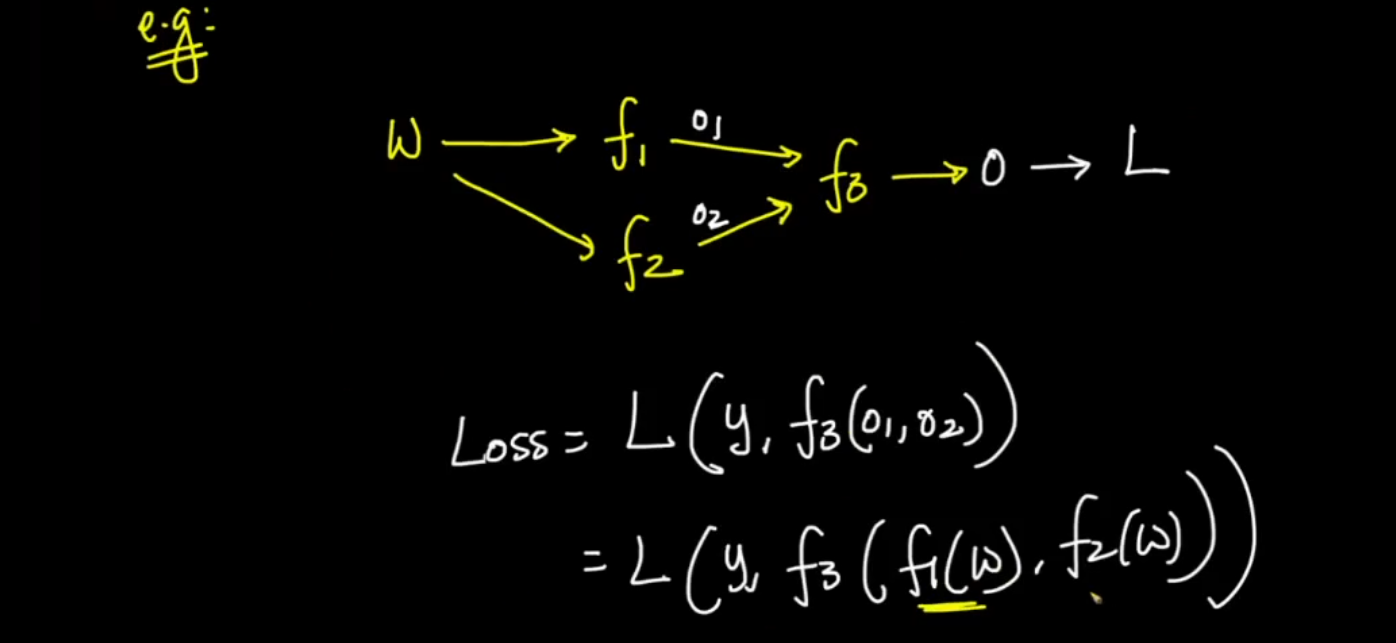 e.g:
W → f1 o1 → f3 → O → L
f2 o2
Loss = L(y, f3(o1, o2))
= L(y, f3(f1(w), f2(w)))